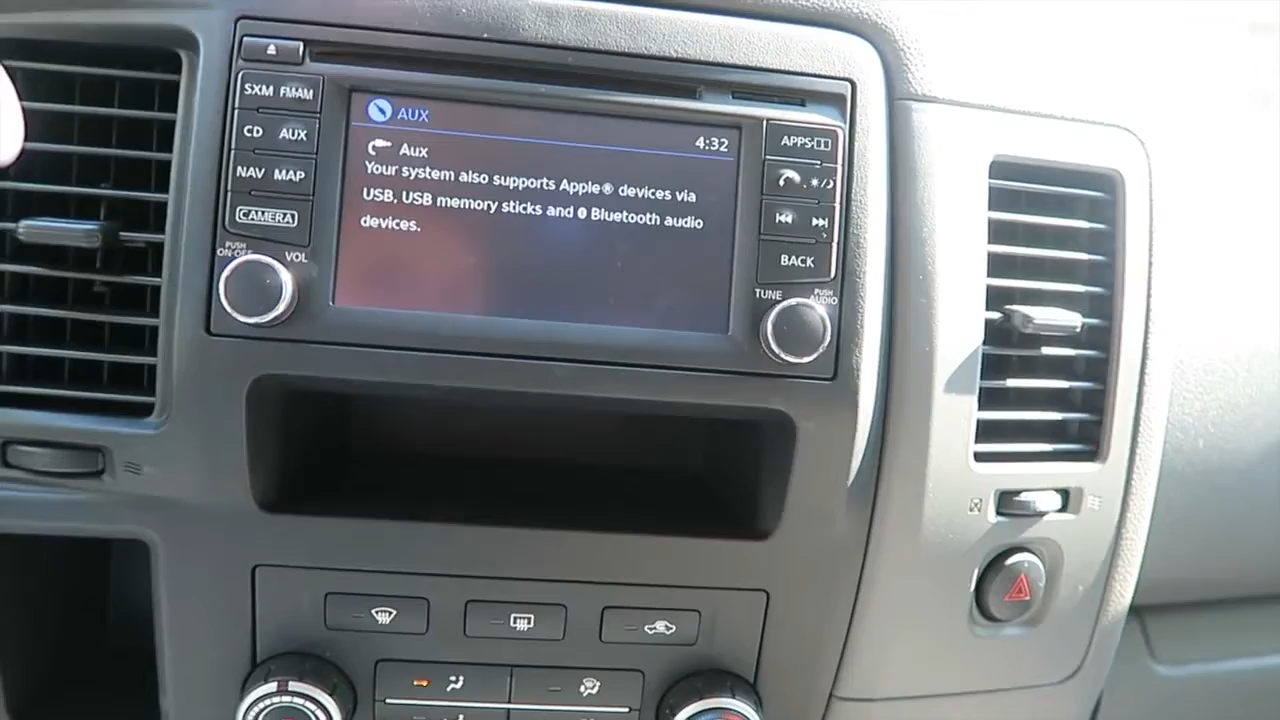 SXM FM·AM
CD AUX
NAV MAP
CAMERA
PUSH
ON·OFF
VOL
AUX
4:32
Aux
Your system also supports Apple® devices via
USB, USB memory sticks and Bluetooth audio
devices.
APPS
BACK
TUNE
PUSH
AUDIO